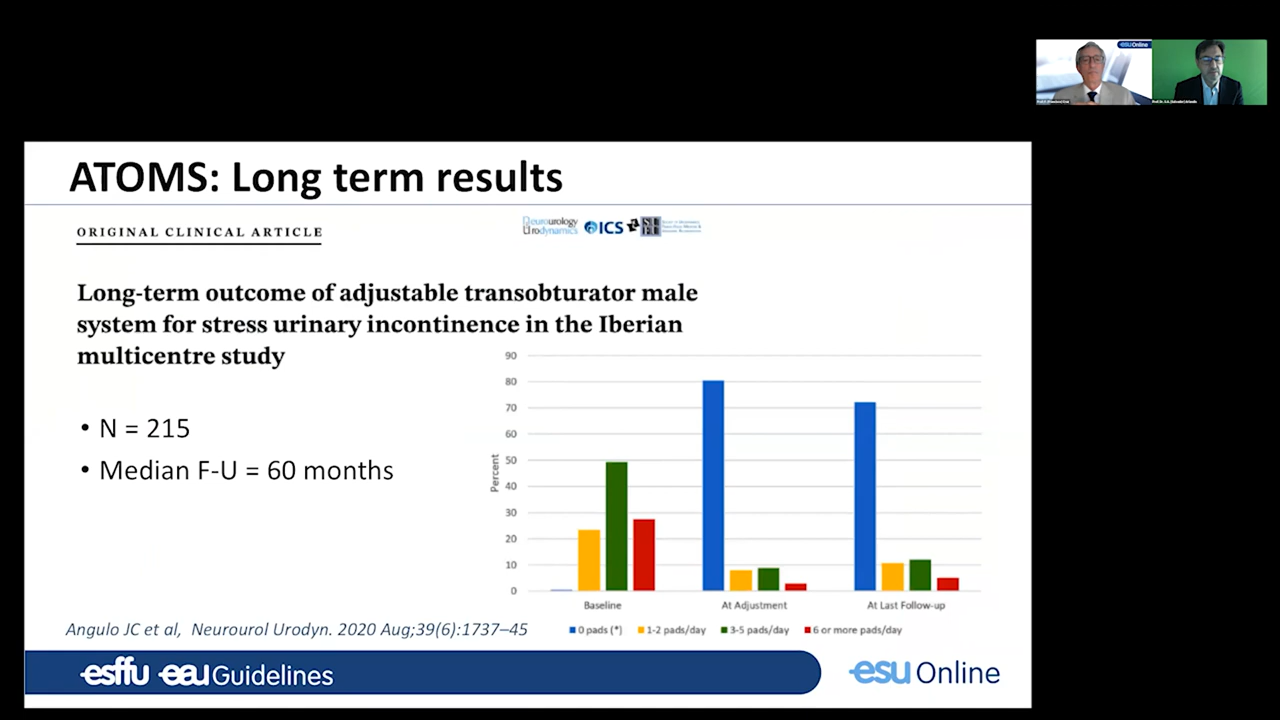 esuOnline
ATOMS: Long term results
ORIGINAL CLINICAL ARTICLE
Neurourology
Urodynamics
ICS
Long-term outcome of adjustable transobturator male
system for stress urinary incontinence in the Iberian
multicentre study
• N = 215
• Median F-U = 60 months
Percent
90
80
70
60
50
40
30
20
10
0
Baseline
At Adjustment
At Last Follow-up
0 pads (*)
1-2 pads/day
3-5 pads/day
6 or more pads/day
Angulo JC et al, Neurourol Urodyn. 2020 Aug;39(6):1737–45
esffu eau Guidelines
esu Online